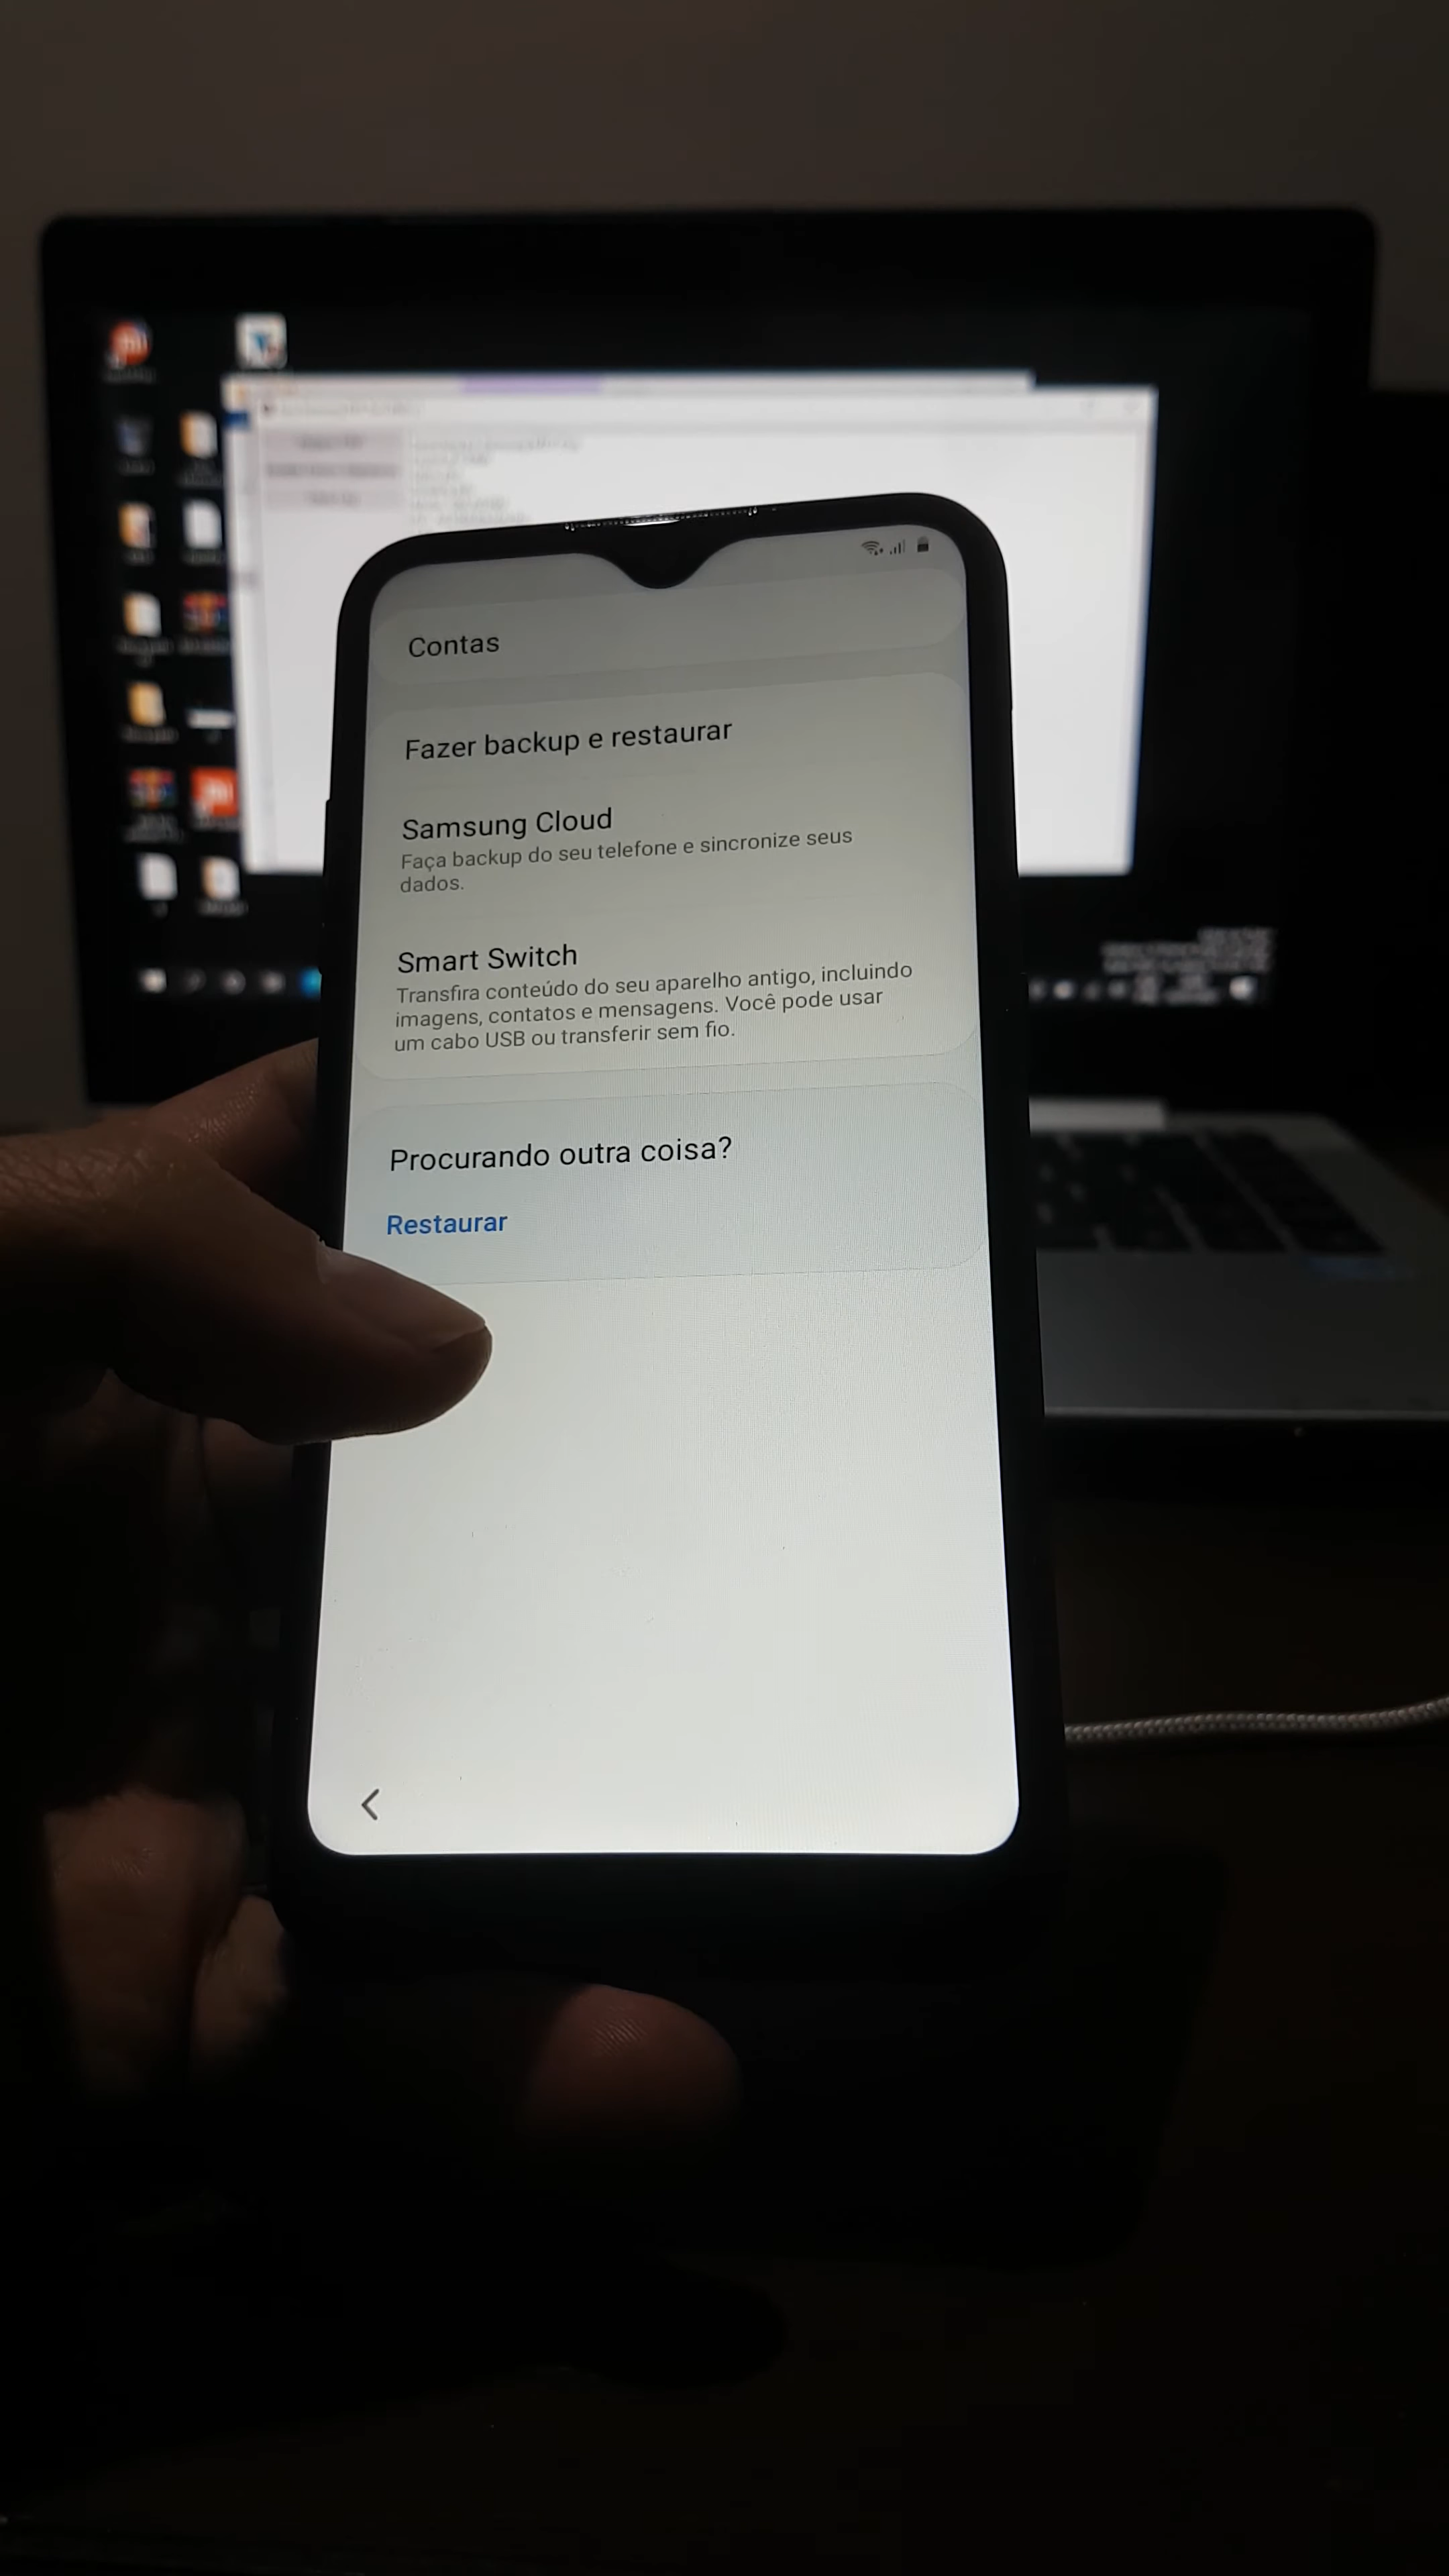 Contas
Fazer backup e restaurar
Samsung Cloud
Faça backup do seu telefone e sincronize seus
dados.
Smart Switch
Transfira conteúdo do seu aparelho antigo, incluindo
imagens, contatos e mensagens. Você pode usar
um cabo USB ou transferir sem fio.
Procurando outra coisa?
Restaurar